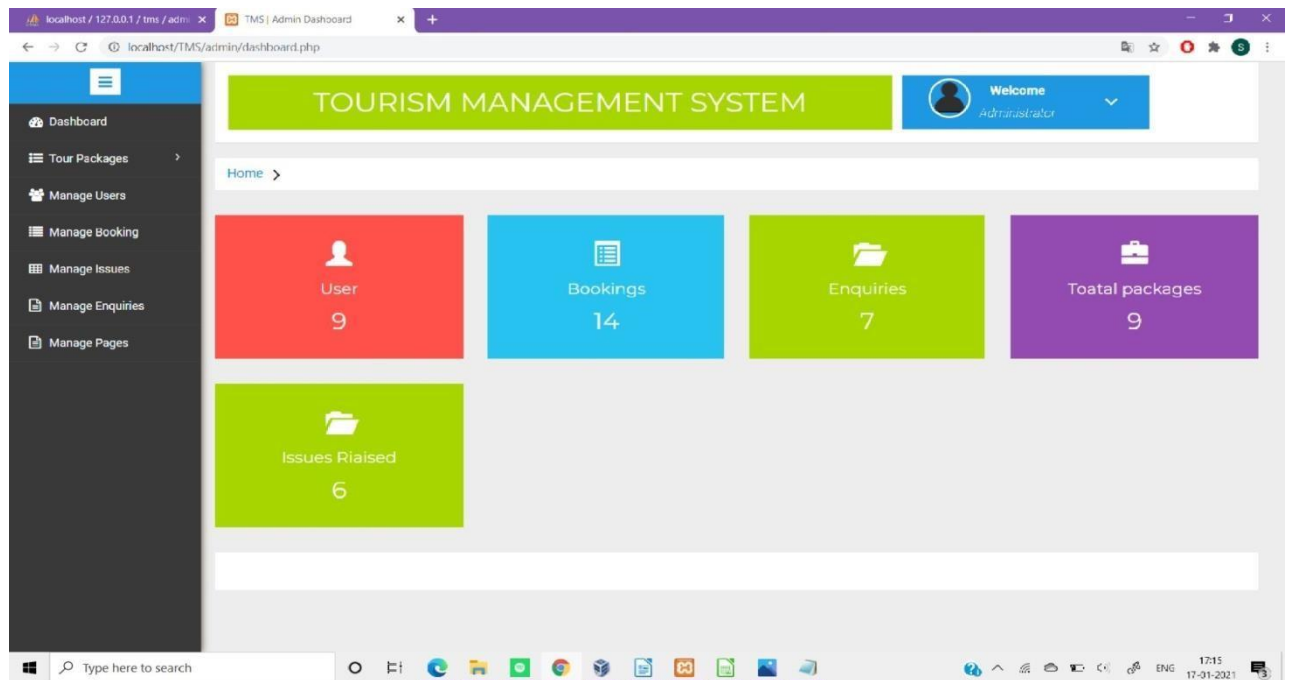 localhost / 127.0.0.1 / tms / admi
TMS | Admin Dashboard
localhost/TMS/admin/dashboard.php
S
TOURISM MANAGEMENT SYSTEM
Welcome
Administrator
Dashboard
Tour Packages
Manage Users
Manage Booking
Manage Issues
Manage Enquiries
Manage Pages
Home
User
9
Bookings
14
Enquiries
7
Toatal packages
9
Issues Riaised
6
Type here to search
ENG
17:15
17-01-2021
3